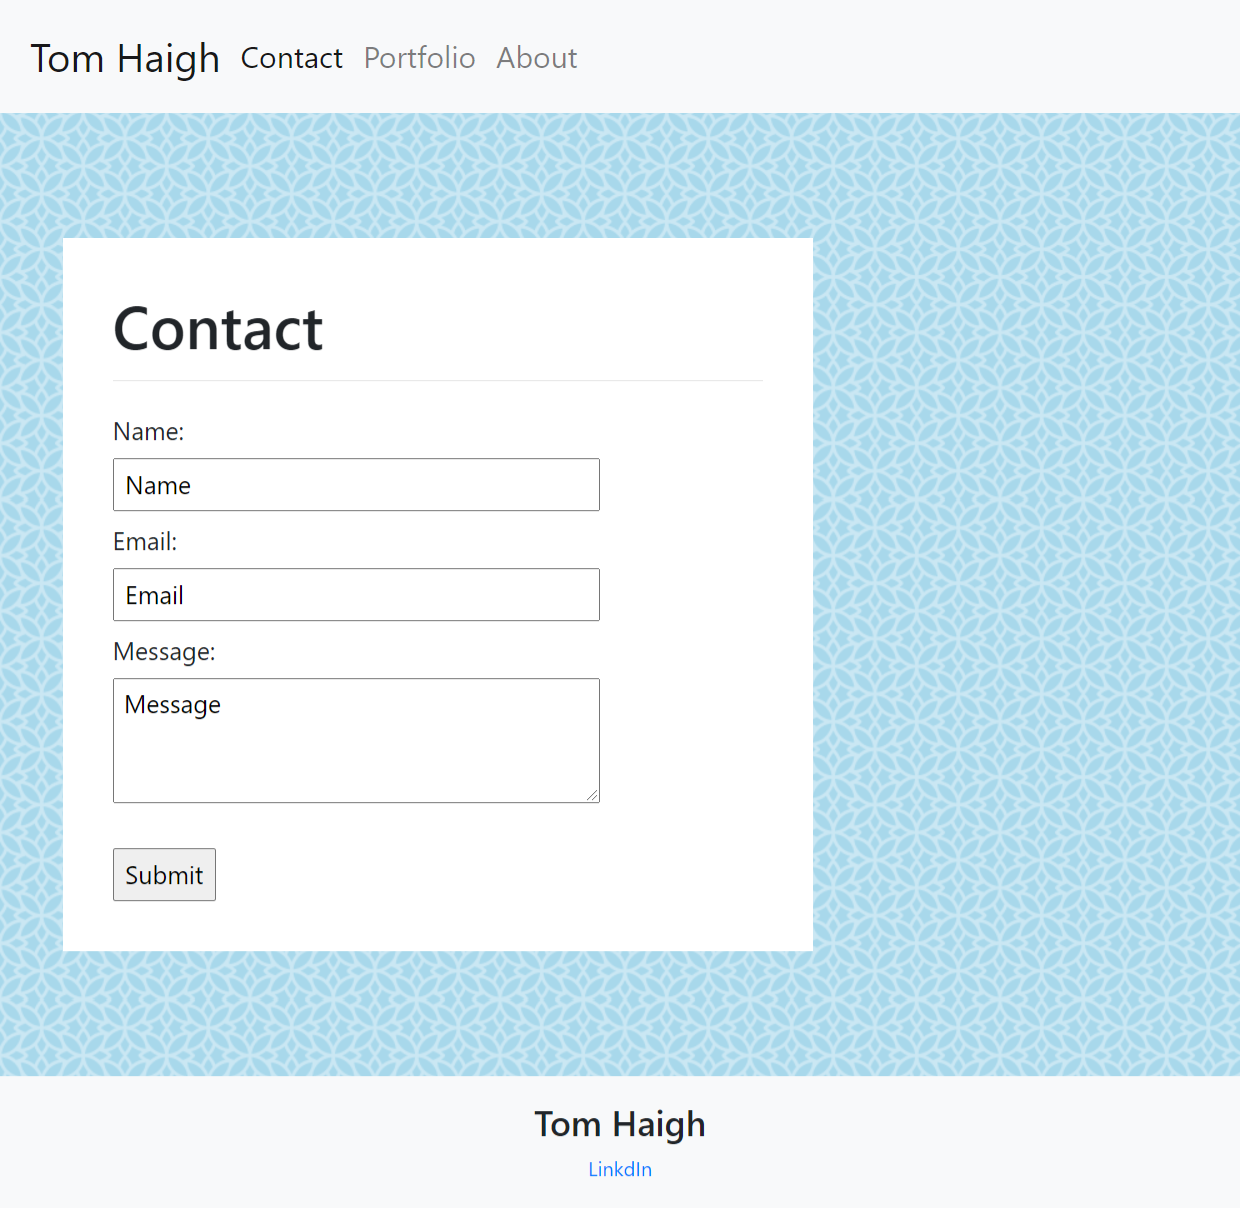 Tom Haigh Contact Portfolio About
Contact
Name:
Name
Email:
Email
Message:
Message
Submit
Tom Haigh
LinkdIn